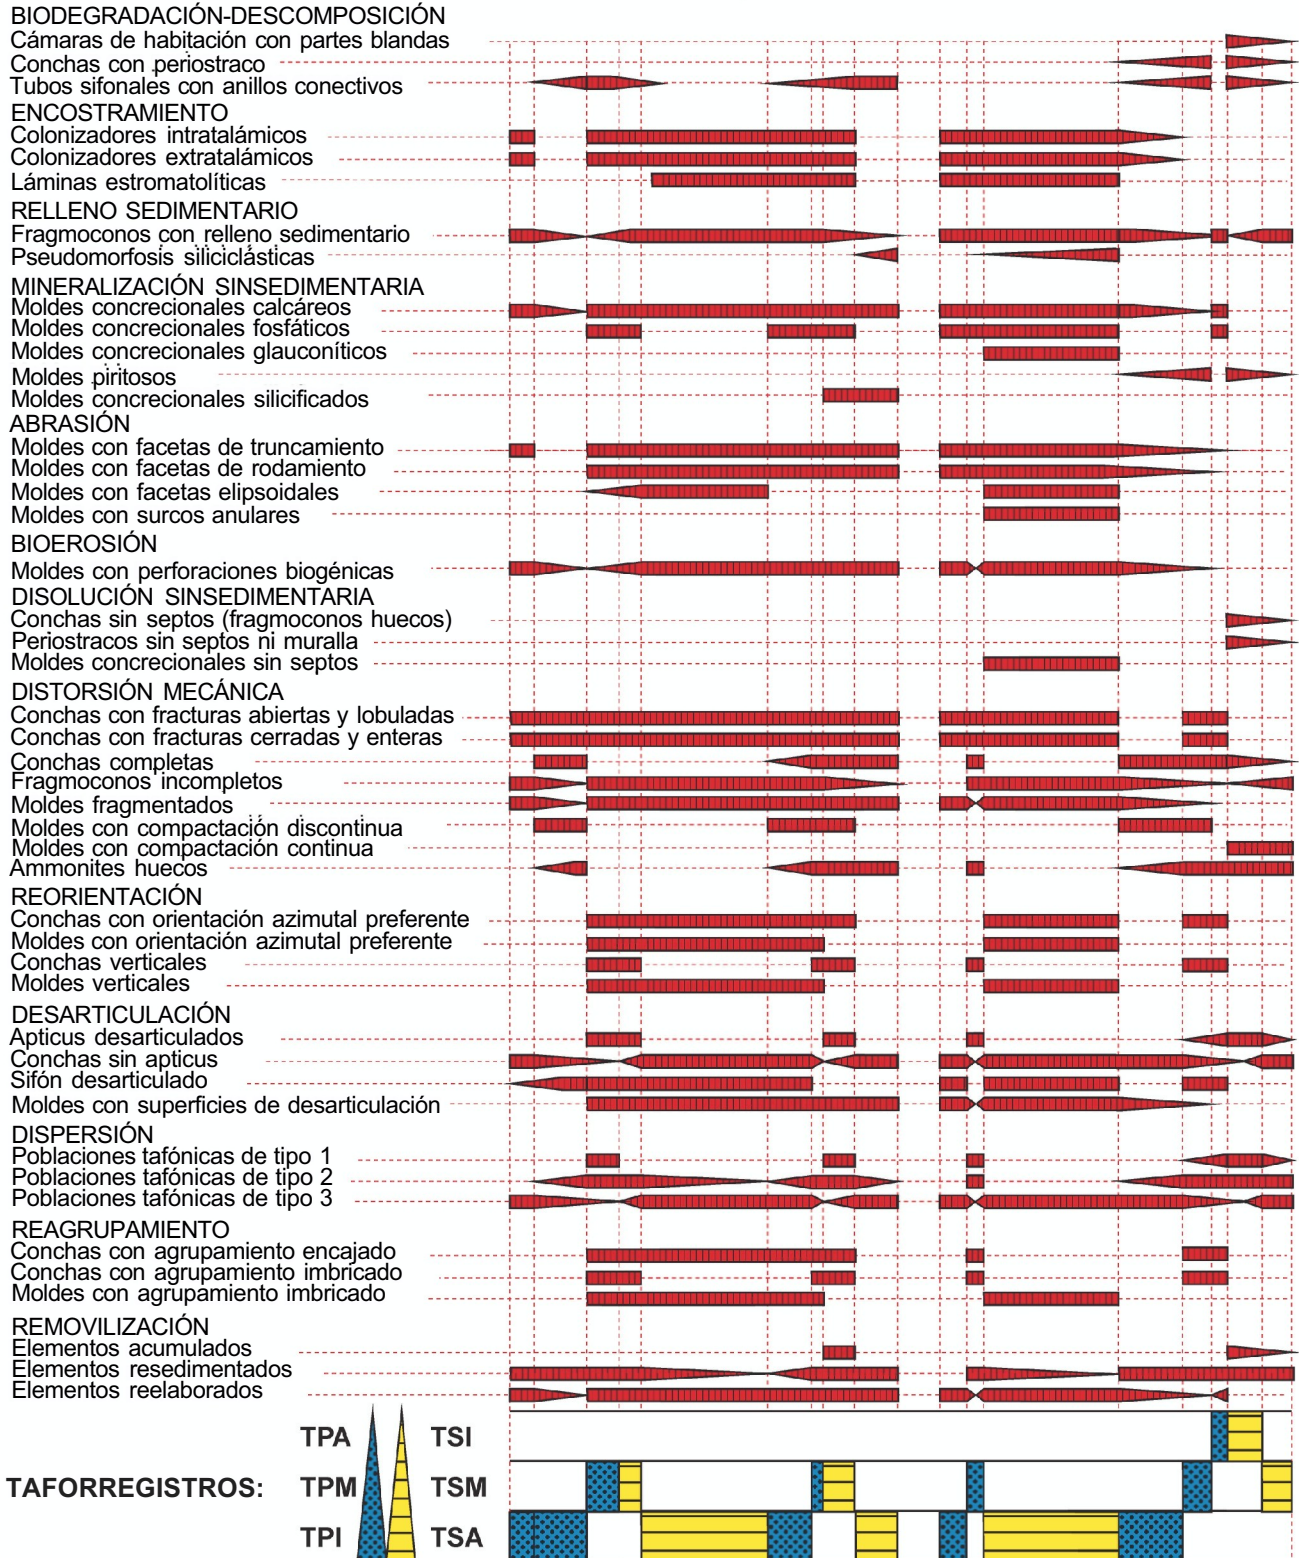 BIODEGRADACIÓN-DESCOMPOSICIÓN
Cámaras de habitación con partes blandas
Conchas con periostraco
Tubos sifonales con anillos conectivos
ENCOSTRAMIENTO
Colonizadores intratalámicos
Colonizadores extratalámicos
Láminas estromatolíticas
RELLENO SEDIMENTARIO
Fragmoconos con relleno sedimentario
Pseudomorfosis siliciclásticas
MINERALIZACIÓN SINSEDIMENTARIA
Moldes concrecionales calcáreos
Moldes concrecionales fosfáticos
Moldes concrecionales glauconíticos
Moldes piritosos
Moldes concrecionales silicificados
ABRASIÓN
Moldes con facetas de truncamiento
Moldes con facetas de rodamiento
Moldes con facetas elipsoidales
Moldes con surcos anulares
BIOEROSIÓN
Moldes con perforaciones biogénicas
DISOLUCIÓN SINSEDIMENTARIA
Conchas sin septos (fragmoconos huecos)
Periostracos sin septos ni muralla
Moldes concrecionales sin septos
DISTORSIÓN MECÁNICA
Conchas con fracturas abiertas y lobuladas
Conchas con fracturas cerradas y enteras
Conchas completas
Fragmoconos incompletos
Moldes fragmentados
Moldes con compactación discontinua
Moldes con compactación continua
Ammonites huecos
REORIENTACIÓN
Conchas con orientación azimutal preferente
Moldes con orientación azimutal preferente
Conchas verticales
Moldes verticales
DESARTICULACIÓN
Apticus desarticulados
Conchas sin apticus
Sifón desarticulado
Moldes con superficies de desarticulación
DISPERSIÓN
Poblaciones tafónicas de tipo 1
Poblaciones tafónicas de tipo 2
Poblaciones tafónicas de tipo 3
REAGRUPAMIENTO
Conchas con agrupamiento encajado
Conchas con agrupamiento imbricado
Moldes con agrupamiento imbricado
REMOVILIZACIÓN
Elementos acumulados
Elementos resedimentados
Elementos reelaborados
TPA TSI
TAFORREGISTROS: TPM TSM
TPI TSA